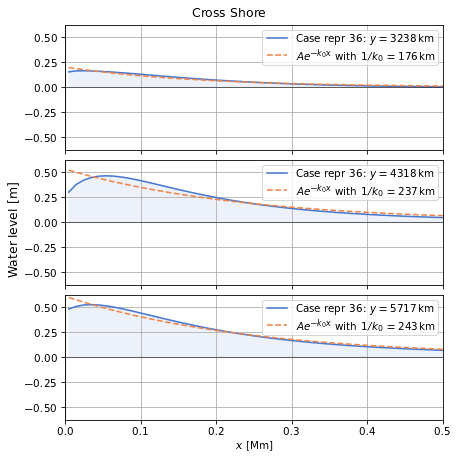 Cross Shore
0.50
0.25
0.00
−0.25
−0.50
Case repr 36: y = 3238 km
Ae^{−k₀x} with 1/k₀ = 176 km
Water level [m]
0.50
0.25
0.00
−0.25
−0.50
Case repr 36: y = 4318 km
Ae^{−k₀x} with 1/k₀ = 237 km
0.50
0.25
0.00
−0.25
−0.50
Case repr 36: y = 5717 km
Ae^{−k₀x} with 1/k₀ = 243 km
0.0 0.1 0.2 0.3 0.4 0.5
x [Mm]